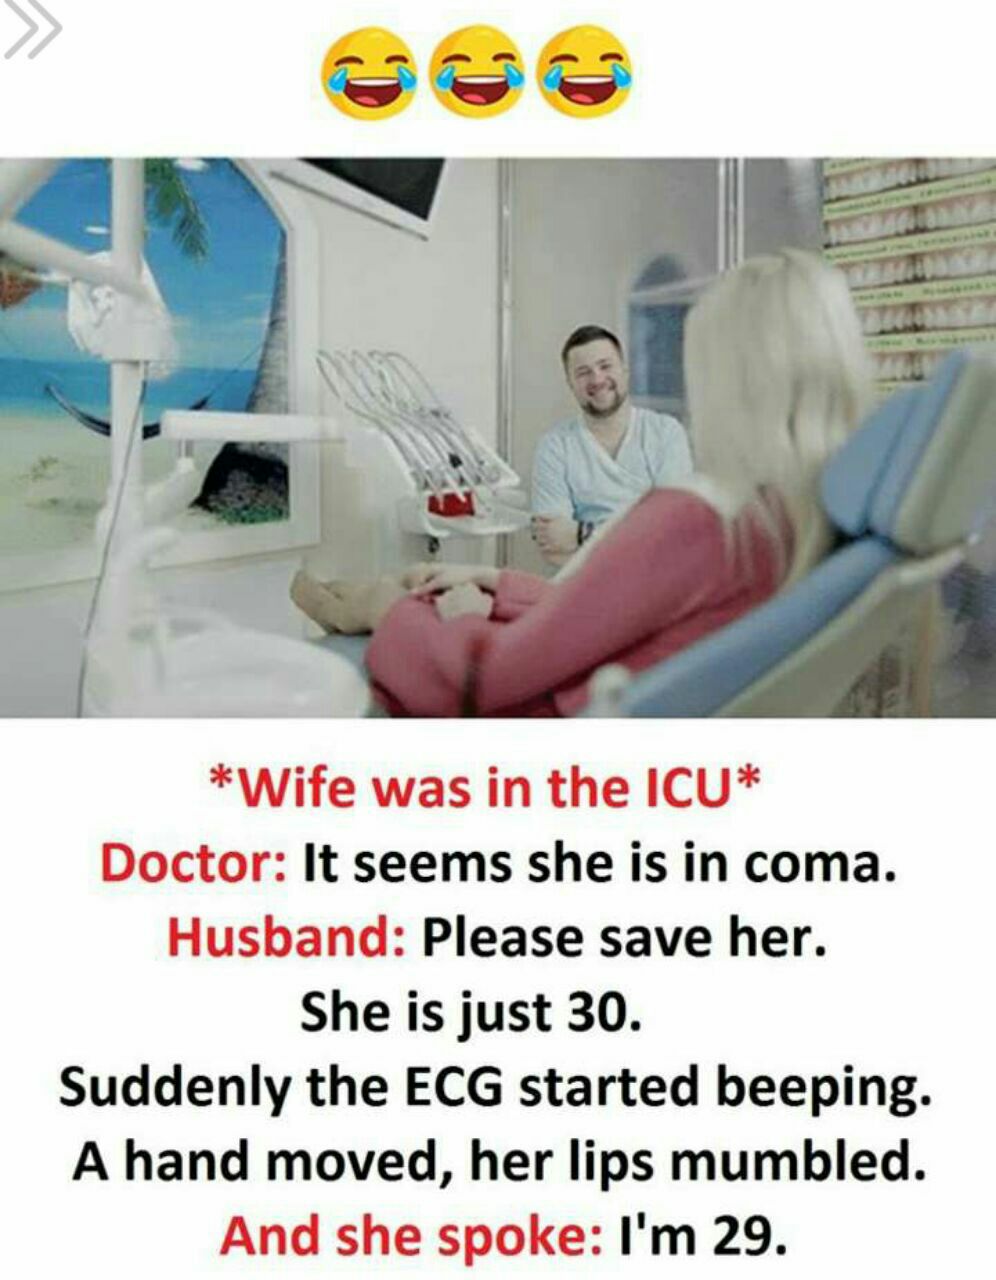 *Wife was in the ICU*
Doctor: It seems she is in coma.
Husband: Please save her.
She is just 30.
Suddenly the ECG started beeping.
A hand moved, her lips mumbled.
And she spoke: I'm 29.